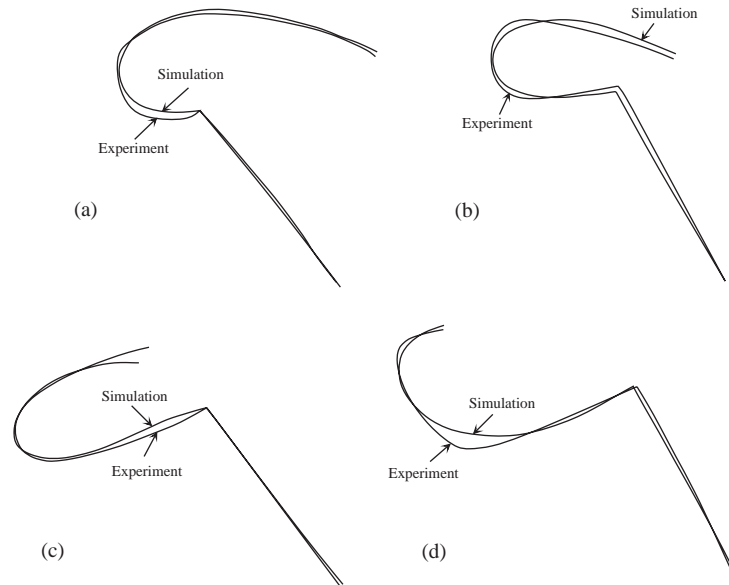 Simulation
Experiment
(a)
Simulation
Experiment
(b)
Simulation
Experiment
(c)
Simulation
Experiment
(d)